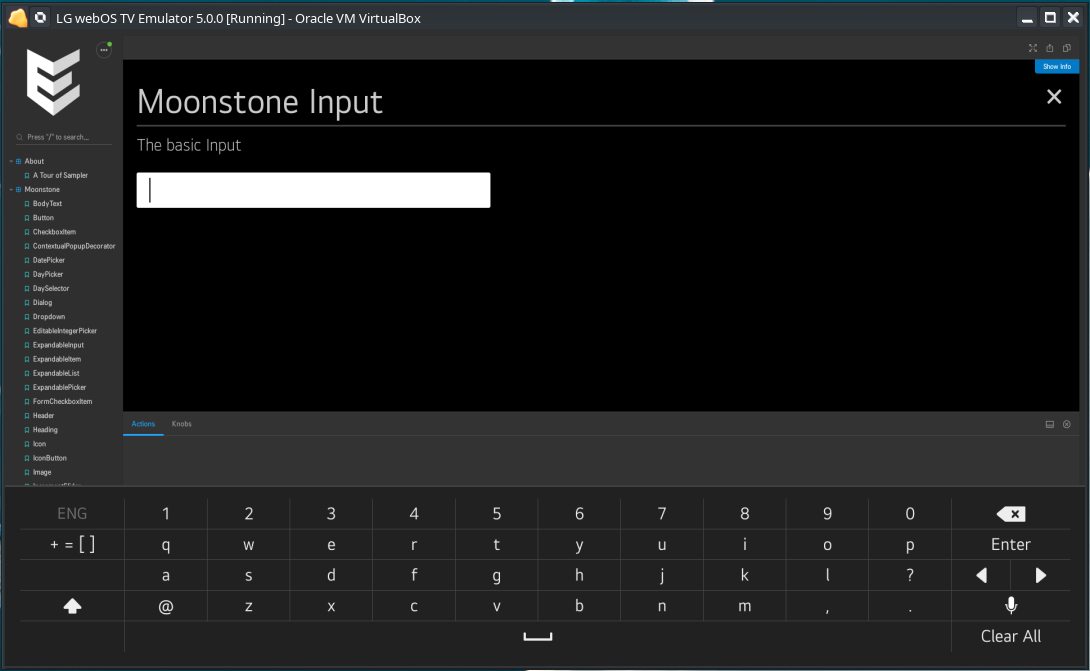 LG webOS TV Emulator 5.0.0 [Running] - Oracle VM VirtualBox
Show Info
Press "/" to search...
About
A Tour of Sampler
Moonstone
BodyText
Button
CheckboxItem
ContextualPopupDecorator
DatePicker
DayPicker
DaySelector
Dialog
Dropdown
EditableIntegerPicker
ExpandableInput
ExpandableItem
ExpandableList
ExpandablePicker
FormCheckboxItem
Header
Heading
Icon
IconButton
Image
Moonstone Input
The basic Input
Actions Knobs
ENG 1 2 3 4 5 6 7 8 9 0
+ = [ ] q w e r t y u i o p Enter
a s d f g h j k l ?
@ z x c v b n m , .
Clear All